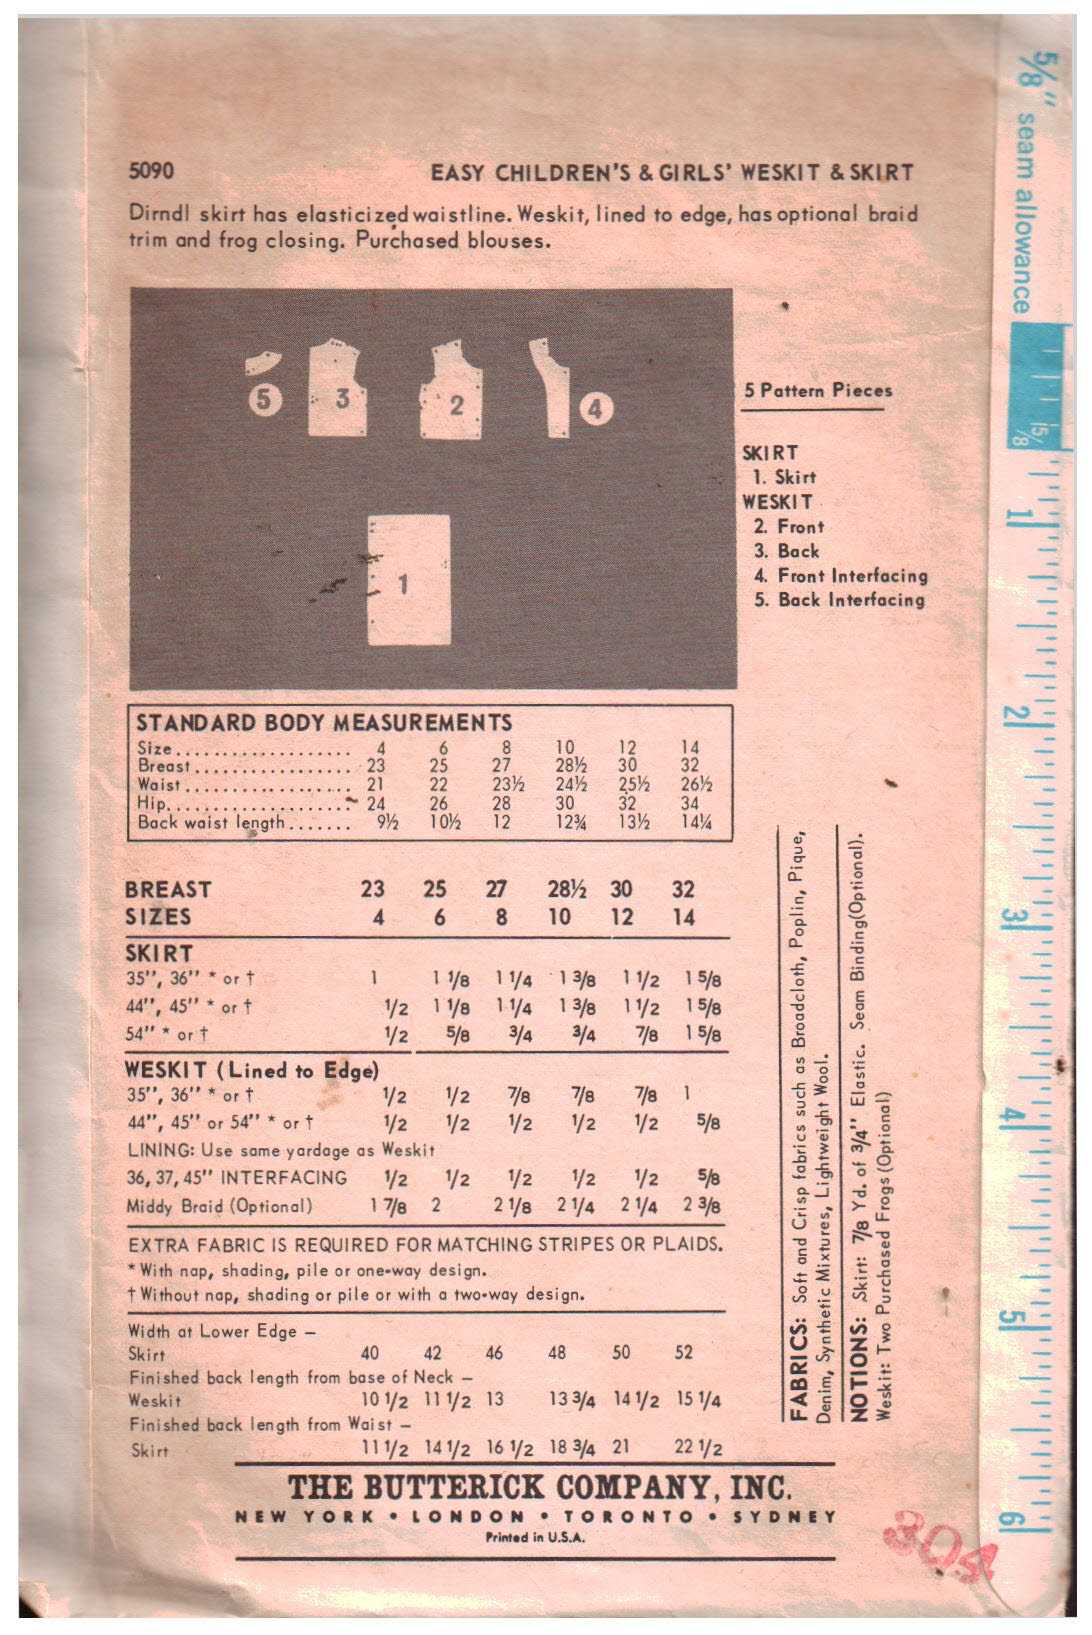 5090 EASY CHILDREN'S & GIRLS' WESKIT & SKIRT
Dirndl skirt has elasticized waistline. Weskit, lined to edge, has optional braid
trim and frog closing. Purchased blouses.
5 3 2 4
1
5 Pattern Pieces
SKIRT
1. Skirt
WESKIT
2. Front
3. Back
4. Front Interfacing
5. Back Interfacing
STANDARD BODY MEASUREMENTS
Size................... 4 6 8 10 12 14
Breast................. 23 25 27 28½ 30 32
Waist.................. 21 22 23½ 24½ 25½ 26½
Hip.................... 24 26 28 30 32 34
Back waist length....... 9½ 10½ 12 12¾ 13½ 14¼
BREAST 23 25 27 28½ 30 32
SIZES 4 6 8 10 12 14
SKIRT
35", 36" * or † 1 1 1/8 1 1/4 1 3/8 1 1/2 1 5/8
44", 45" * or † 1/2 1 1/8 1 1/4 1 3/8 1 1/2 1 5/8
54" * or † 1/2 5/8 3/4 3/4 7/8 1 5/8
WESKIT (Lined to Edge)
35", 36" * or † 1/2 1/2 7/8 7/8 7/8 1
44", 45" or 54" * or † 1/2 1/2 1/2 1/2 1/2 5/8
LINING: Use same yardage as Weskit
36, 37, 45" INTERFACING 1/2 1/2 1/2 1/2 1/2 5/8
Middy Braid (Optional) 1 7/8 2 2 1/8 2 1/4 2 1/4 2 3/8
EXTRA FABRIC IS REQUIRED FOR MATCHING STRIPES OR PLAIDS.
* With nap, shading, pile or one-way design.
† Without nap, shading or pile or with a two-way design.
Width at Lower Edge –
Skirt 40 42 46 48 50 52
Finished back length from base of Neck –
Weskit 10 1/2 11 1/2 13 13 3/4 14 1/2 15 1/4
Finished back length from Waist –
Skirt 11 1/2 14 1/2 16 1/2 18 3/4 21 22 1/2
FABRICS: Soft and Crisp fabrics such as Broadcloth, Poplin, Pique,
Denim, Synthetic Mixtures, Lightweight Wool.
NOTIONS: Skirt: 7/8 Yd. of 3/4" Elastic. Seam Binding(Optional).
Weskit: Two Purchased Frogs (Optional)
THE BUTTERICK COMPANY, INC.
NEW YORK • LONDON • TORONTO • SYDNEY
Printed in U.S.A.
5/8" seam allowance
5/8
1
2
3
4
5
6